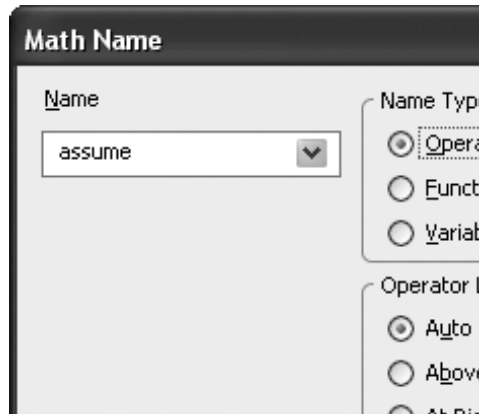 Math Name
Name
assume
Name Typ
Opera
Funct
Variab
Operator
Auto
Above